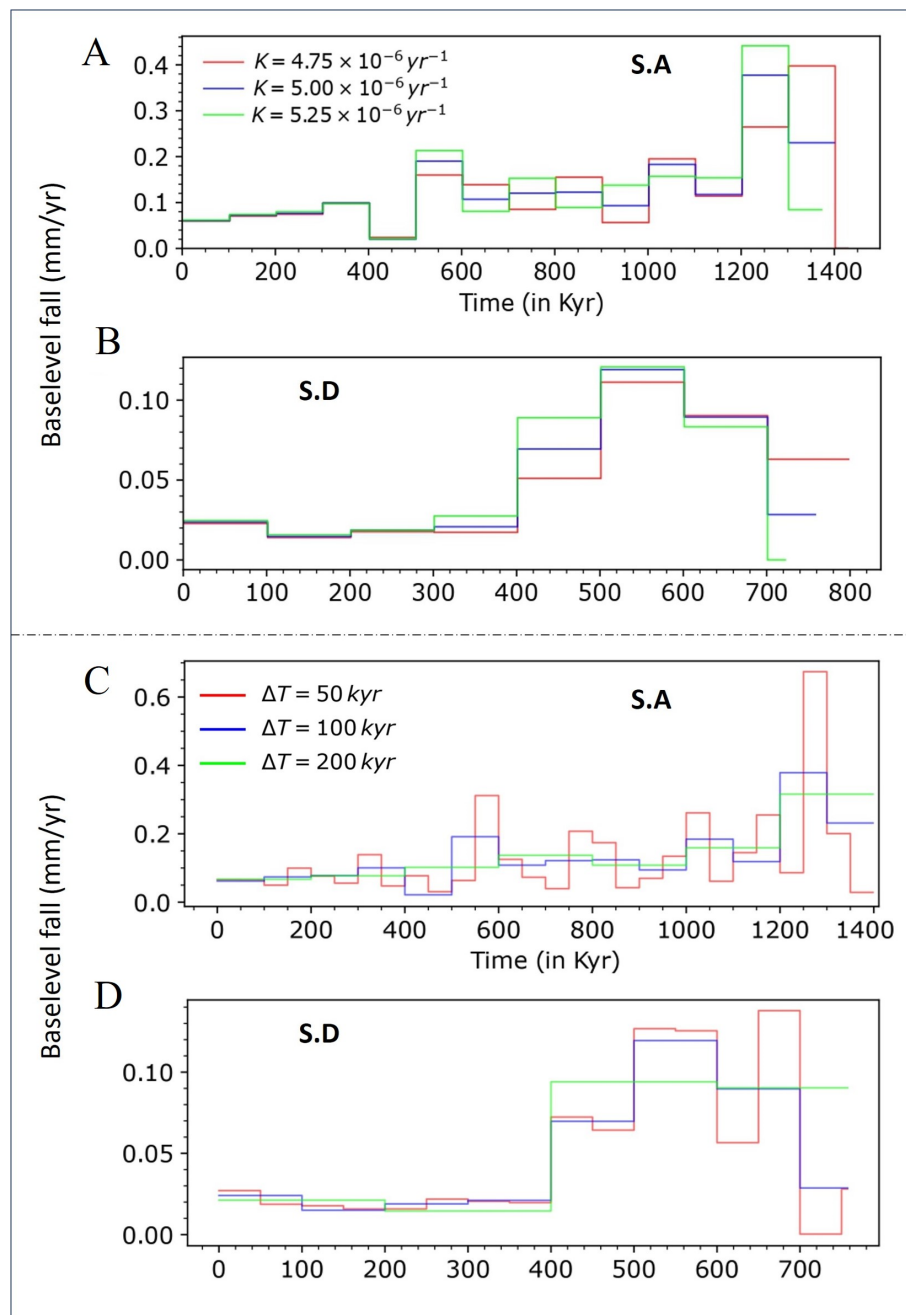 A
K = 4.75 × 10⁻⁶ yr⁻¹
K = 5.00 × 10⁻⁶ yr⁻¹
K = 5.25 × 10⁻⁶ yr⁻¹
S.A
0.4
0.3
0.2
0.1
0.0
0 200 400 600 800 1000 1200 1400
Time (in Kyr)
Baselevel fall (mm/yr)
B
S.D
0.10
0.05
0.00
0 100 200 300 400 500 600 700 800
C
ΔT = 50 kyr
ΔT = 100 kyr
ΔT = 200 kyr
S.A
0.6
0.4
0.2
0.0
0 200 400 600 800 1000 1200 1400
Time (in Kyr)
Baselevel fall (mm/yr)
D
S.D
0.10
0.05
0.00
0 100 200 300 400 500 600 700